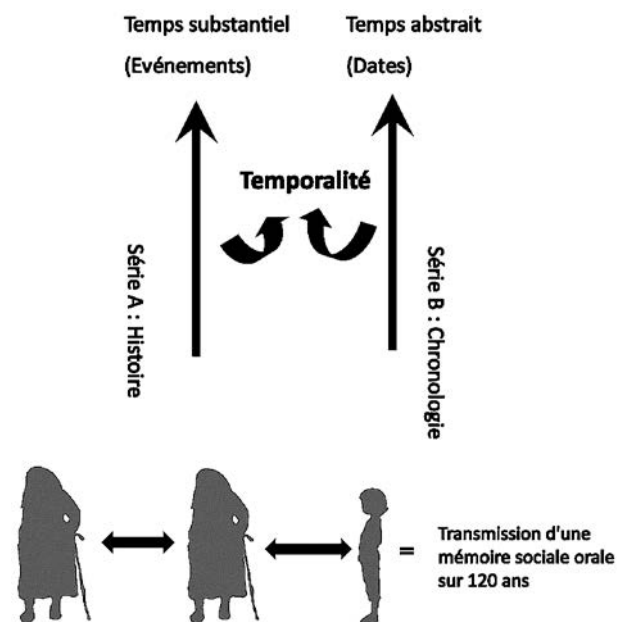 Temps substantiel
(Evénements)
Temps abstrait
(Dates)
Temporalité
Série A : Histoire
Série B : Chronologie
=
Transmission d'une
mémoire sociale orale
sur 120 ans